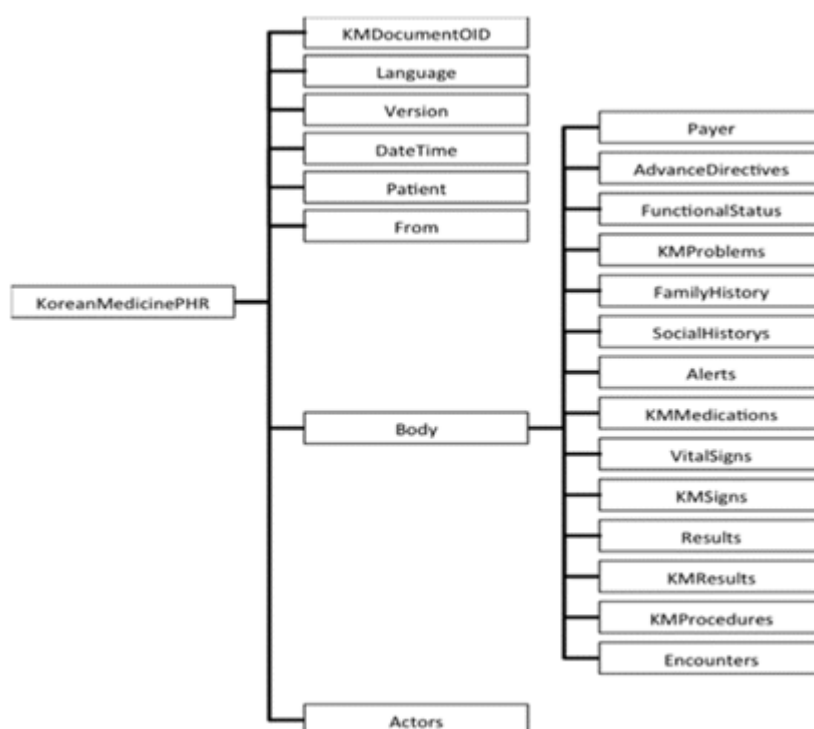 KMDocumentOID
Language
Version
DateTime
Patient
From
KoreanMedicinePHR
Body
Actors
Payer
AdvanceDirectives
FunctionalStatus
KMProblems
FamilyHistory
SocialHistorys
Alerts
KMMedications
VitalSigns
KMSigns
Results
KMResults
KMProcedures
Encounters